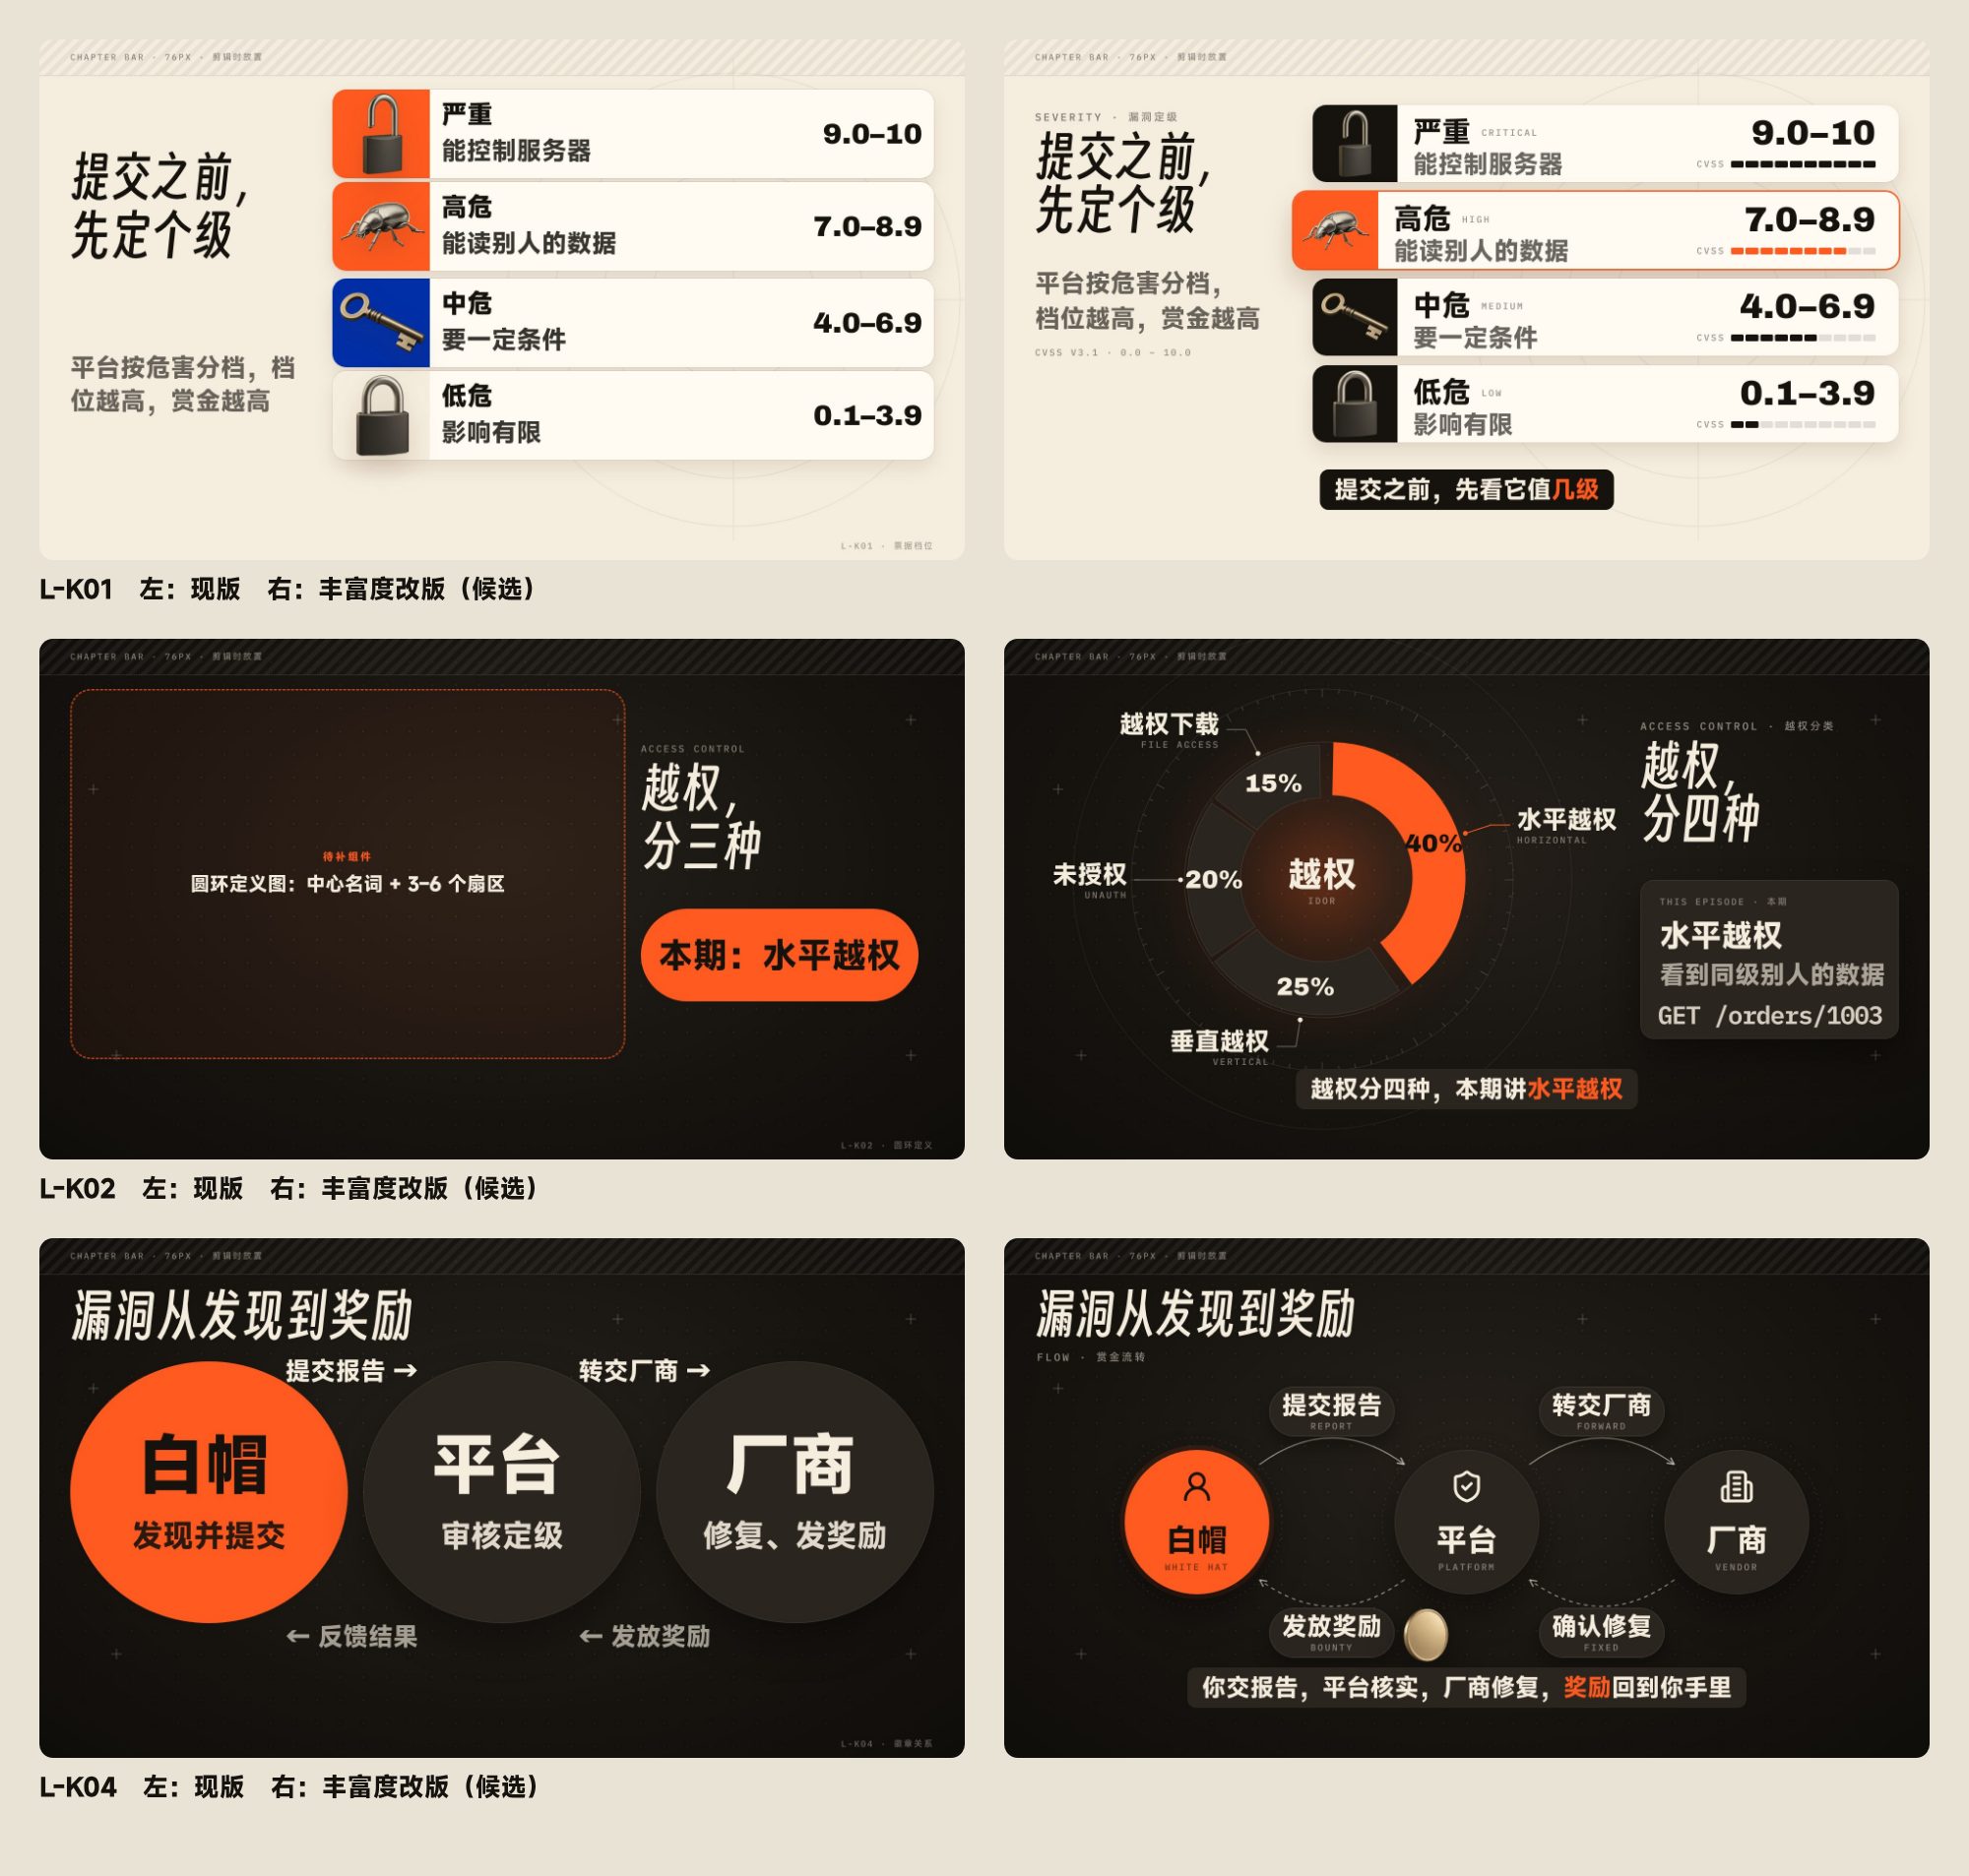 CHAPTER BAR · 76PX · 剪辑时放置
提交之前，
先定个级
平台按危害分档，档
位越高，赏金越高
严重
能控制服务器
9.0–10
高危
能读别人的数据
7.0–8.9
中危
要一定条件
4.0–6.9
低危
影响有限
0.1–3.9
L-K01 · 票据档位
CHAPTER BAR · 76PX · 剪辑时放置
SEVERITY · 漏洞定级
提交之前，
先定个级
平台按危害分档，
档位越高，赏金越高
CVSS V3.1 · 0.0 – 10.0
严重 CRITICAL
能控制服务器
9.0–10
CVSS
高危 HIGH
能读别人的数据
7.0–8.9
CVSS
中危 MEDIUM
要一定条件
4.0–6.9
CVSS
低危 LOW
影响有限
0.1–3.9
CVSS
提交之前，先看它值几级
L-K01 左：现版 右：丰富度改版（候选）
CHAPTER BAR · 76PX · 剪辑时放置
待补组件
圆环定义图：中心名词 + 3–6 个扇区
ACCESS CONTROL
越权，
分三种
本期：水平越权
L-K02 · 圆环定义
CHAPTER BAR · 76PX · 剪辑时放置
越权下载
FILE ACCESS
15%
40%
水平越权
HORIZONTAL
未授权
UNAUTH
20%
越权
IDOR
25%
垂直越权
VERTICAL
ACCESS CONTROL · 越权分类
越权，
分四种
THIS EPISODE · 本期
水平越权
看到同级别人的数据
GET /orders/1003
越权分四种，本期讲水平越权
L-K02 左：现版 右：丰富度改版（候选）
CHAPTER BAR · 76PX · 剪辑时放置
漏洞从发现到奖励
提交报告 →
转交厂商 →
白帽
发现并提交
平台
审核定级
厂商
修复、发奖励
← 反馈结果
← 发放奖励
L-K04 · 徽章关系
CHAPTER BAR · 76PX · 剪辑时放置
漏洞从发现到奖励
FLOW · 赏金流转
提交报告
REPORT
转交厂商
FORWARD
白帽
WHITE HAT
平台
PLATFORM
厂商
VENDOR
发放奖励
BOUNTY
确认修复
FIXED
你交报告，平台核实，厂商修复，奖励回到你手里
L-K04 左：现版 右：丰富度改版（候选）